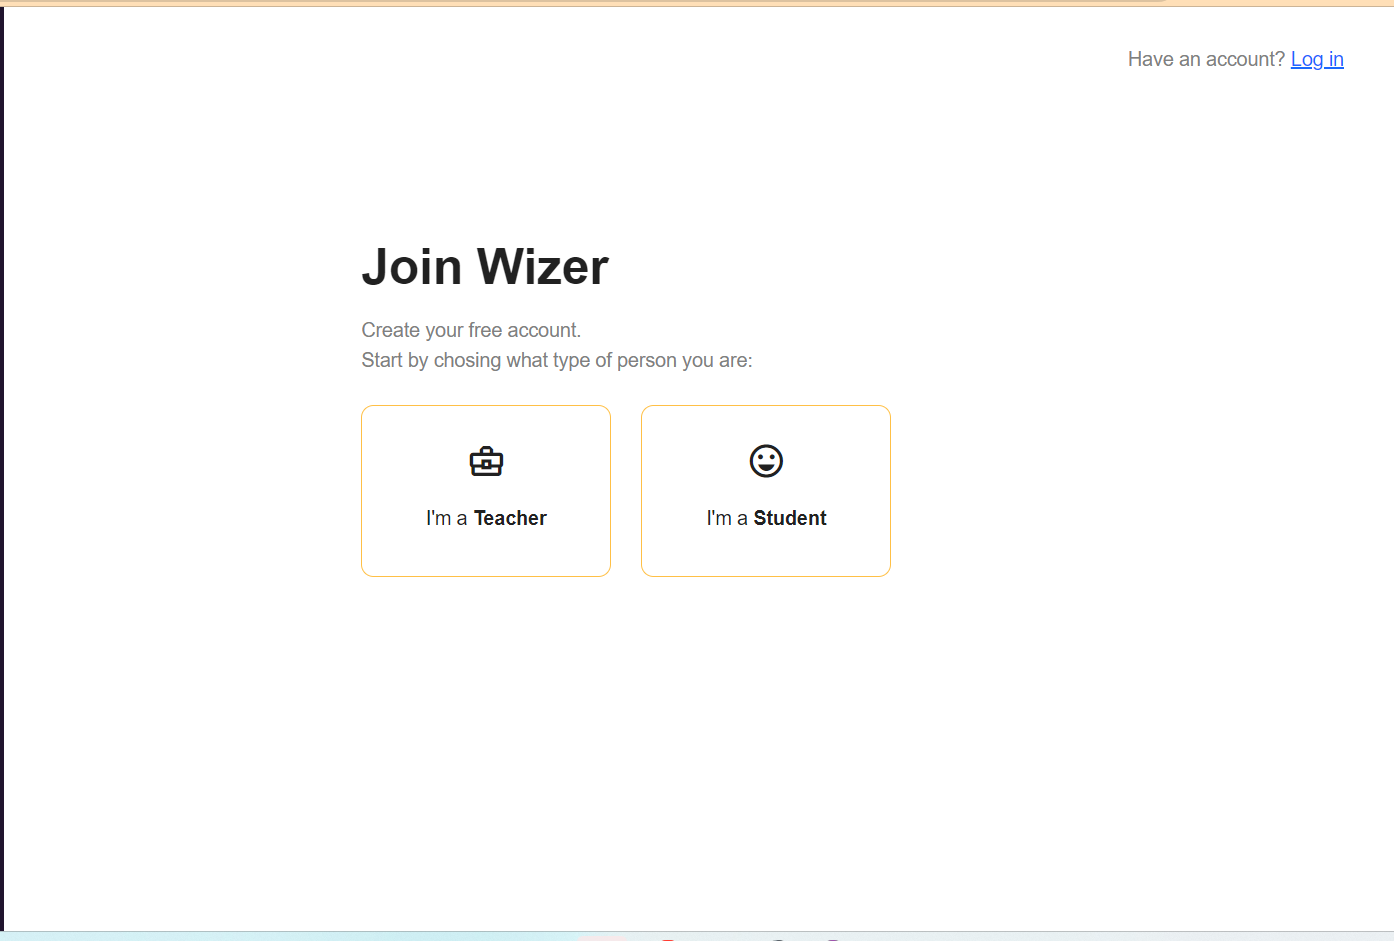 Have an account? Log in
Join Wizer
Create your free account.
Start by chosing what type of person you are:
I'm a Teacher
I'm a Student